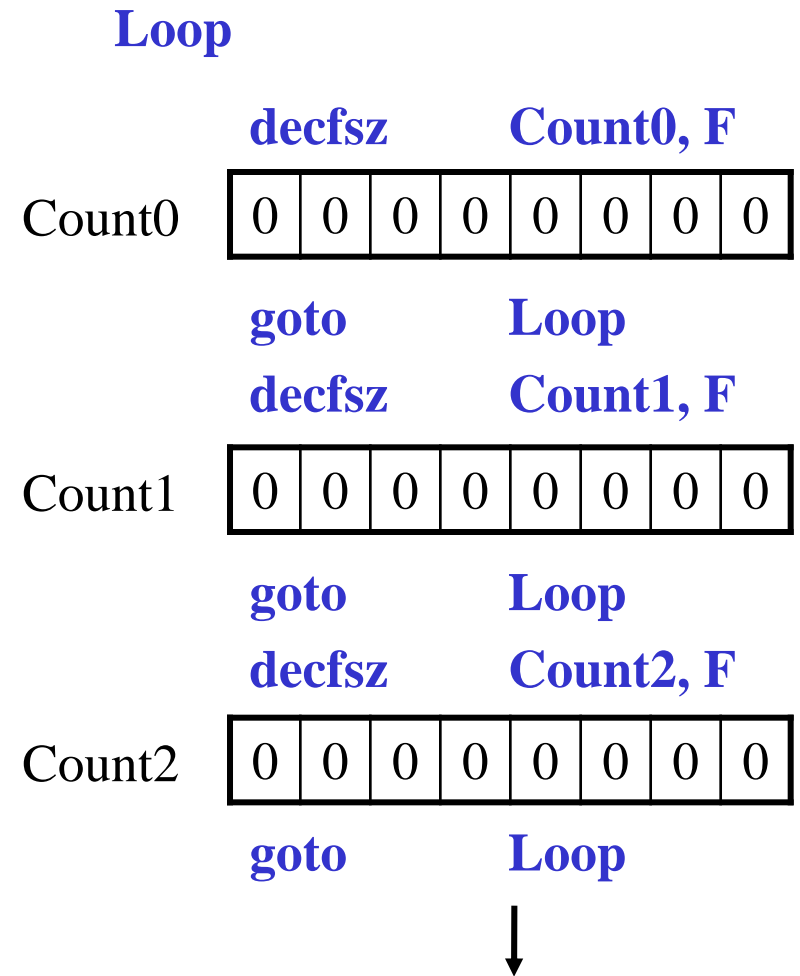 Loop
decfsz Count0, F
Count0 0 0 0 0 0 0 0 0
goto Loop
decfsz Count1, F
Count1 0 0 0 0 0 0 0 0
goto Loop
decfsz Count2, F
Count2 0 0 0 0 0 0 0 0
goto Loop